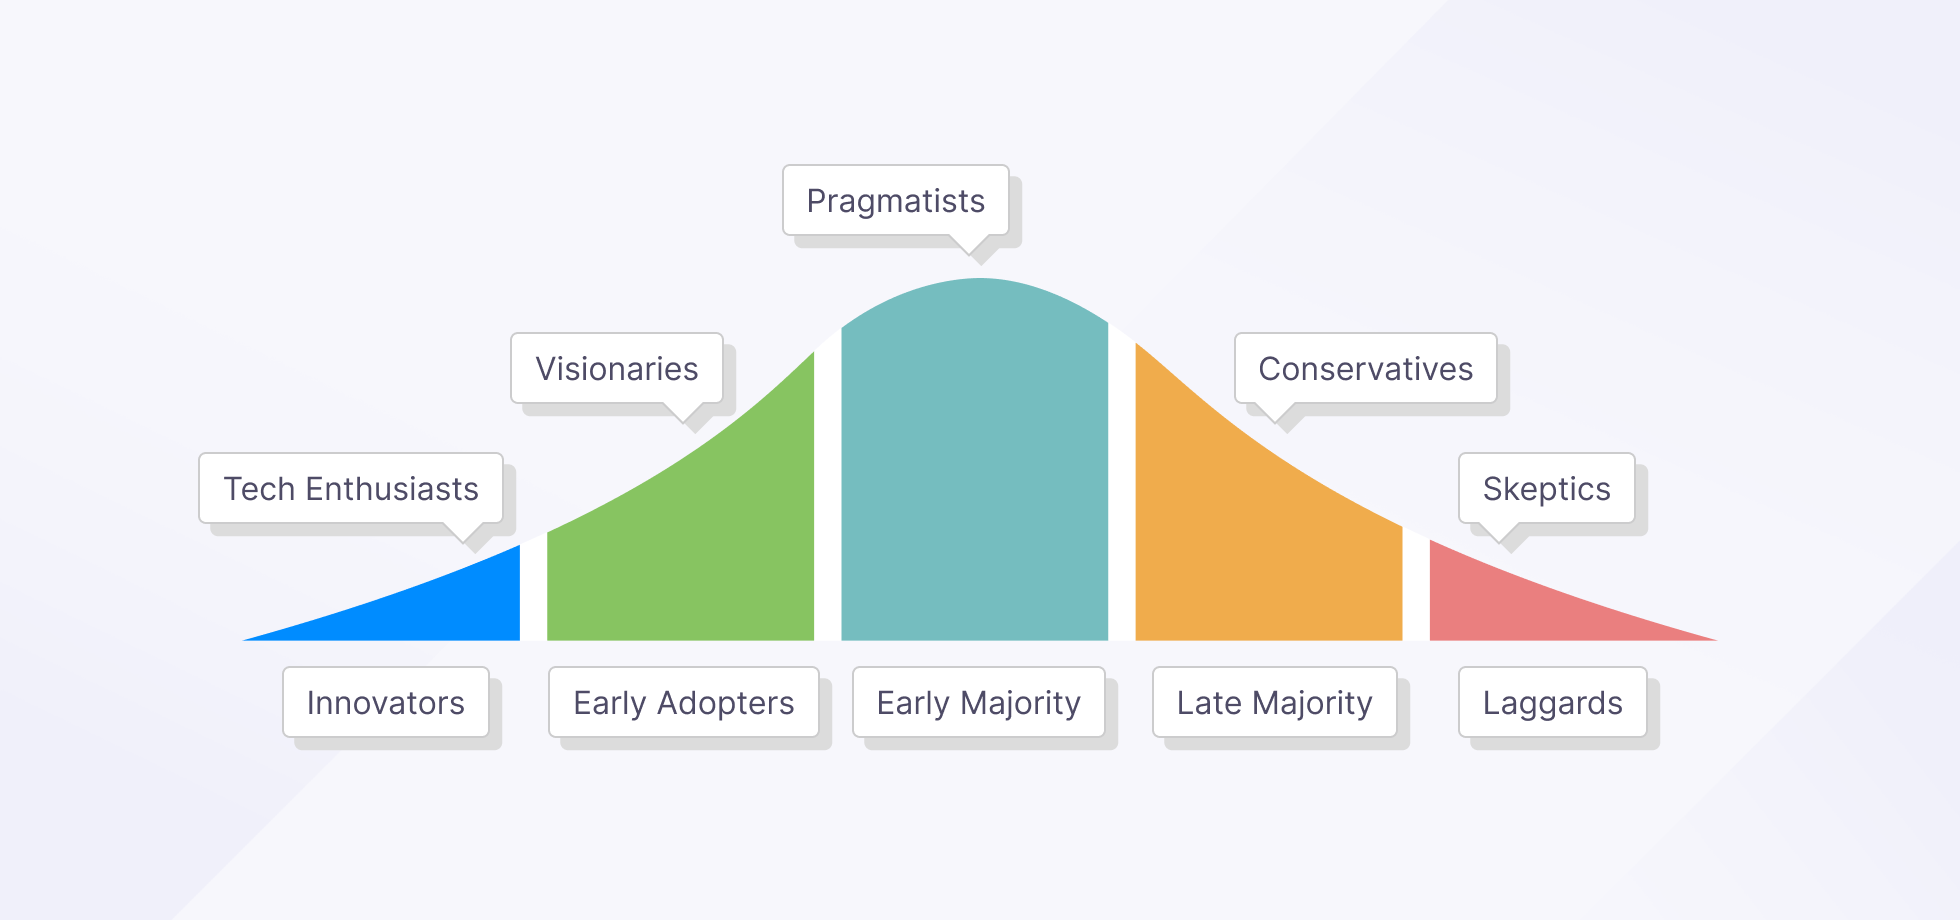 Pragmatists
Visionaries
Conservatives
Tech Enthusiasts
Skeptics
Innovators
Early Adopters
Early Majority
Late Majority
Laggards